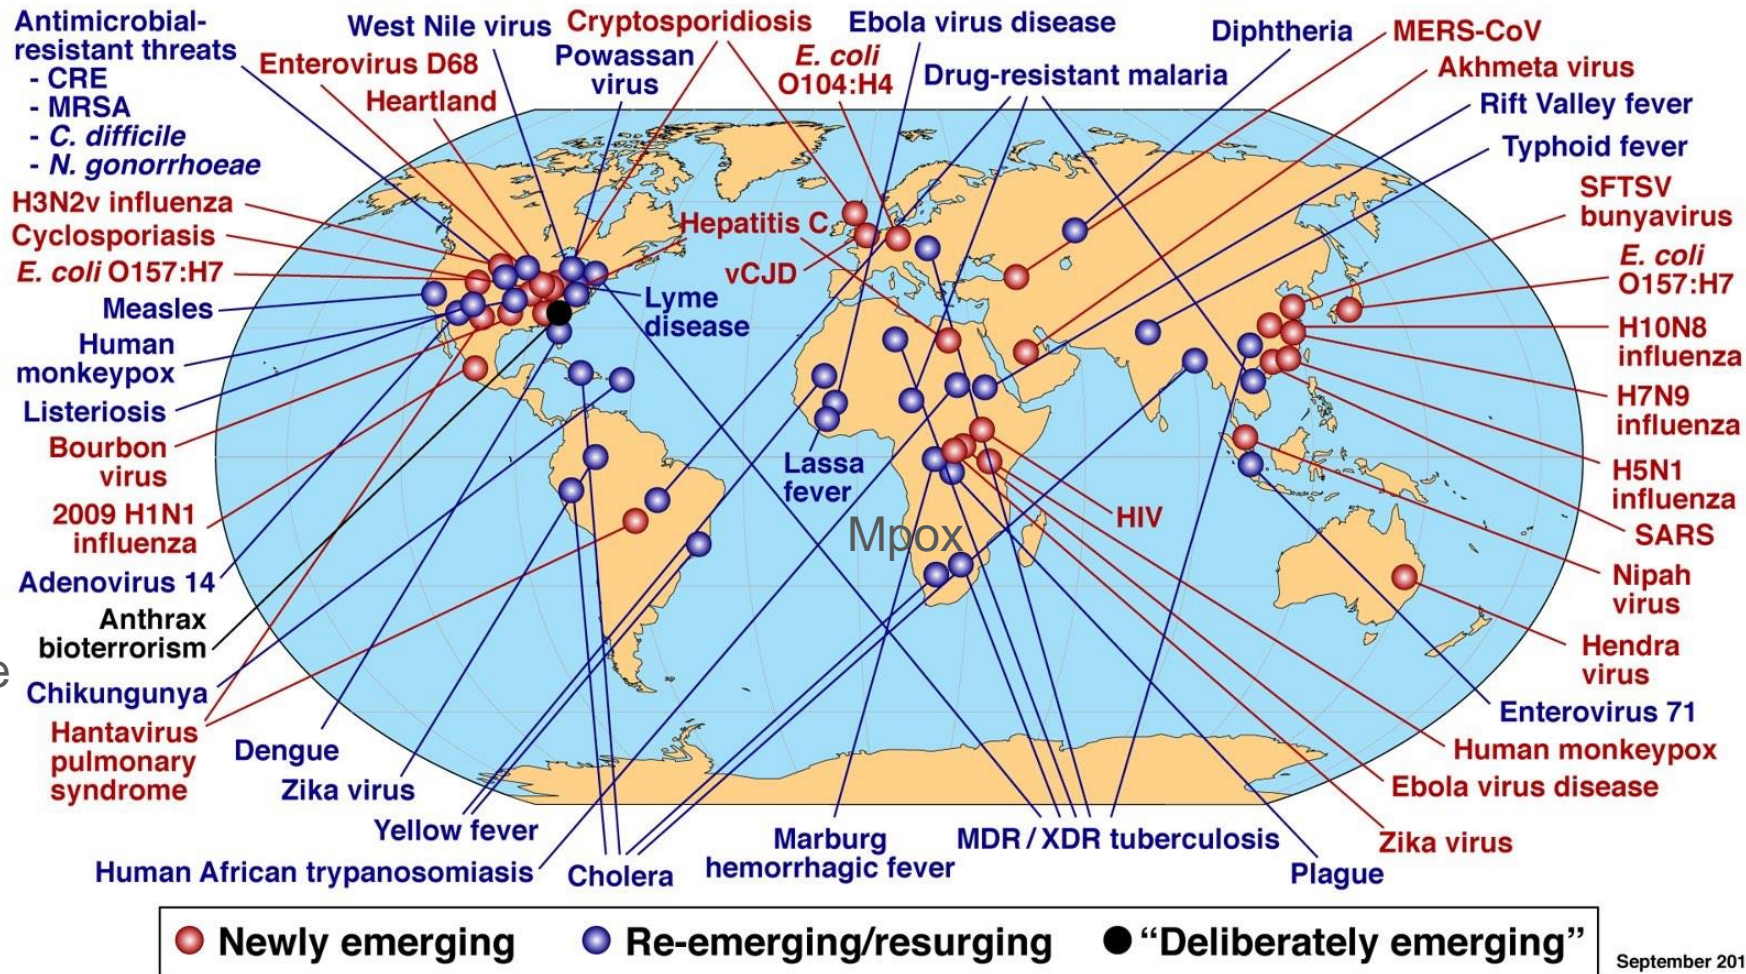 Antimicrobial-
resistant threats
- CRE
- MRSA
- C. difficile
- N. gonorrhoeae
West Nile virus
Cryptosporidiosis
Ebola virus disease
Diphtheria
MERS-CoV
Enterovirus D68
Powassan
virus
E. coli
O104:H4
Drug-resistant malaria
Akhmeta virus
Heartland
Rift Valley fever
Typhoid fever
H3N2v influenza
Cyclosporiasis
E. coli O157:H7
Measles
Human
monkeypox
Listeriosis
Bourbon
virus
2009 H1N1
influenza
Adenovirus 14
Anthrax
bioterrorism
e
Chikungunya
Hantavirus
pulmonary
syndrome
Hepatitis C
vCJD
Lyme
disease
Lassa
fever
Mpox
HIV
SFTSV
bunyavirus
E. coli
O157:H7
H10N8
influenza
H7N9
influenza
H5N1
influenza
SARS
Nipah
virus
Hendra
virus
Enterovirus 71
Human monkeypox
Ebola virus disease
Zika virus
Dengue
Zika virus
Yellow fever
Human African trypanosomiasis
Cholera
Marburg
hemorrhagic fever
MDR / XDR tuberculosis
Plague
Newly emerging
Re-emerging/resurging
“Deliberately emerging”
September 201